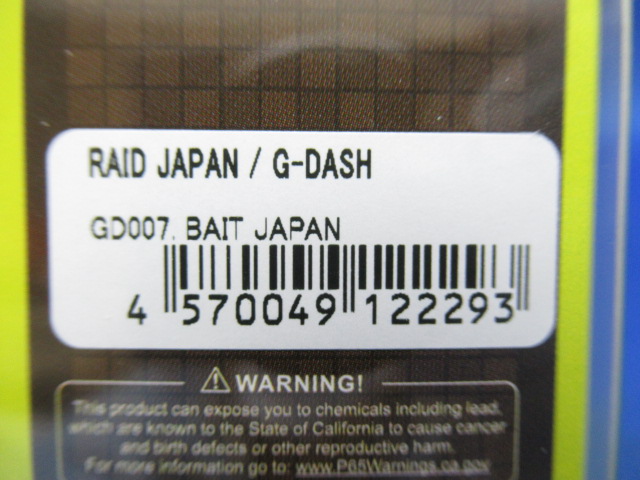 RAID JAPAN / G-DASH
GD007. BAIT JAPAN
4 570049 122293
⚠ WARNING!
This product can expose you to chemicals including lead,
which are known to the State of California to cause cancer
and birth defects or other reproductive harm.
For more information go to: www.P65Warnings.ca.gov